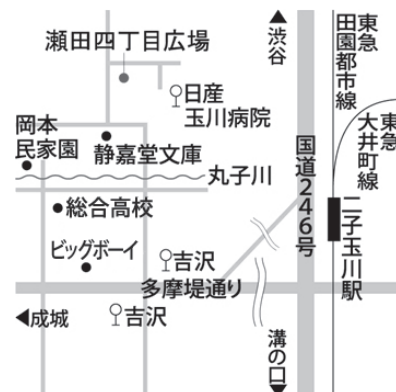 瀬田四丁目広場
▲
渋谷
東急
田園都市線
東急
大井町線
日産
玉川病院
岡本
民家園
静嘉堂文庫
丸子川
国道246号
総合高校
二子玉川駅
ビッグボーイ
吉沢
多摩堤通り
◀成城
吉沢
溝の口
▼